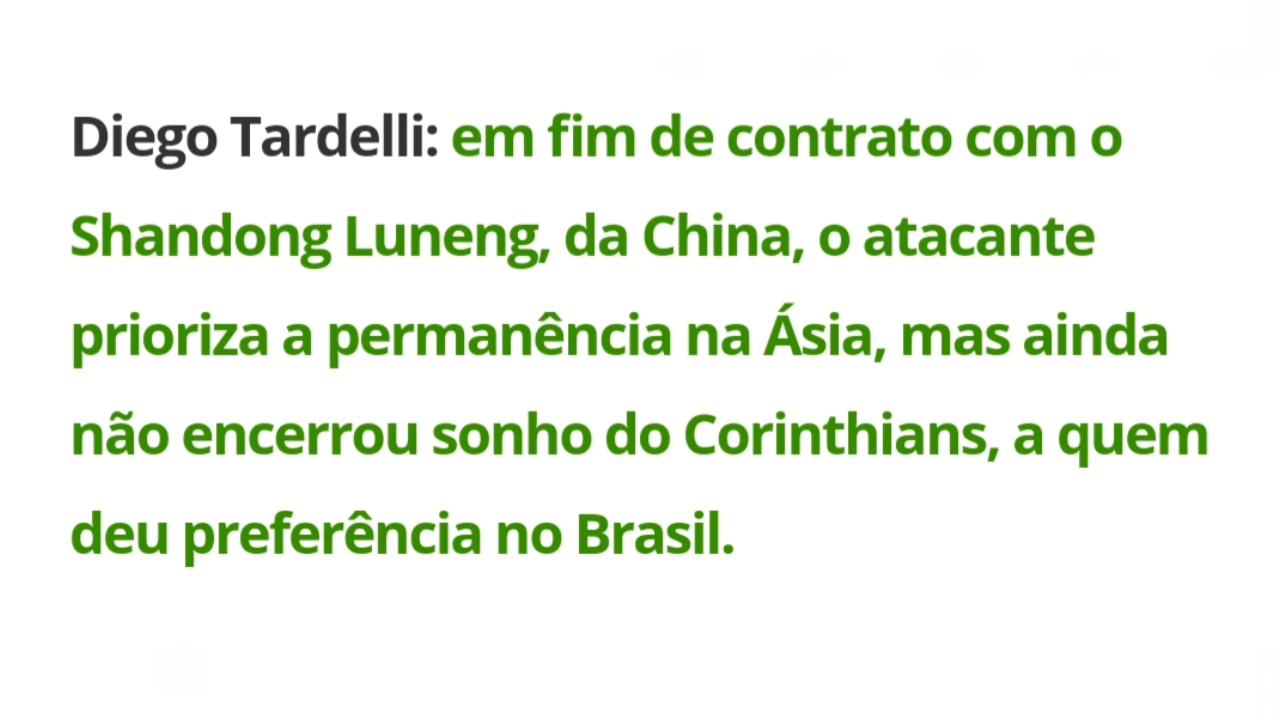 Diego Tardelli: em fim de contrato com o
Shandong Luneng, da China, o atacante
prioriza a permanência na Ásia, mas ainda
não encerrou sonho do Corinthians, a quem
deu preferência no Brasil.